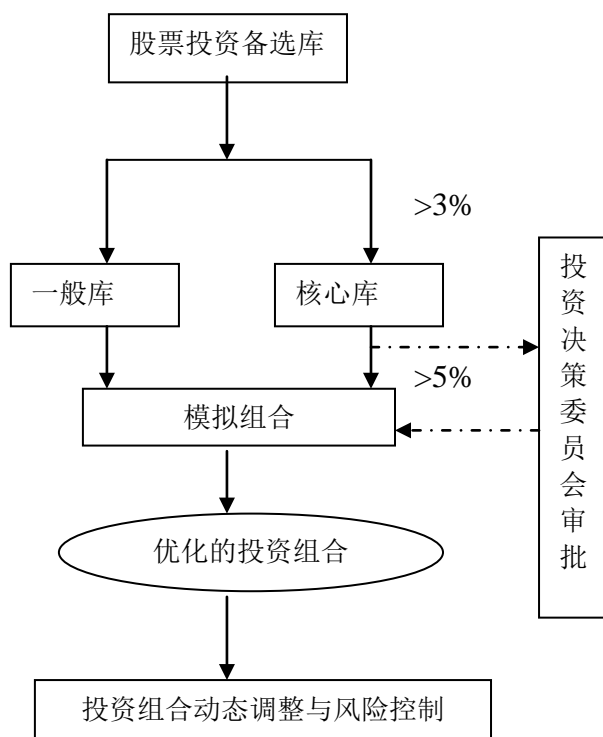 股票投资备选库
>3%
一般库
核心库
投资决策委员会审批
>5%
模拟组合
优化的投资组合
投资组合动态调整与风险控制